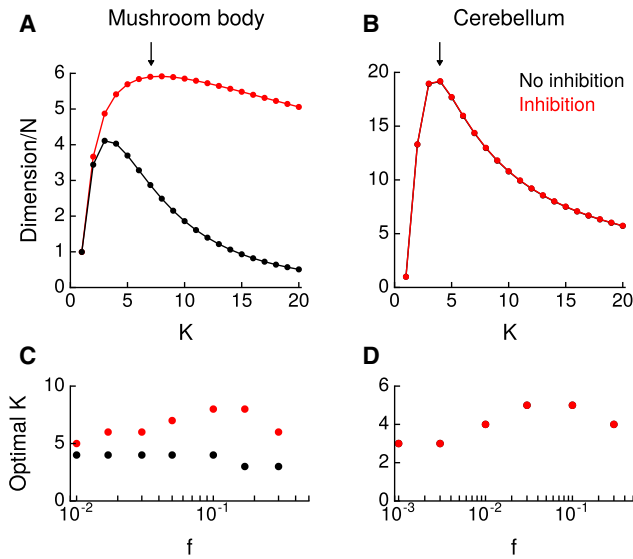 A Mushroom body
B Cerebellum
Dimension/N
6
5
4
3
2
1
0
0 5 10 15 20
K
20
15
10
5
0
0 5 10 15 20
K
No inhibition
Inhibition
C
D
Optimal K
10
5
0
10⁻² 10⁻¹
f
6
4
2
0
10⁻³ 10⁻² 10⁻¹
f